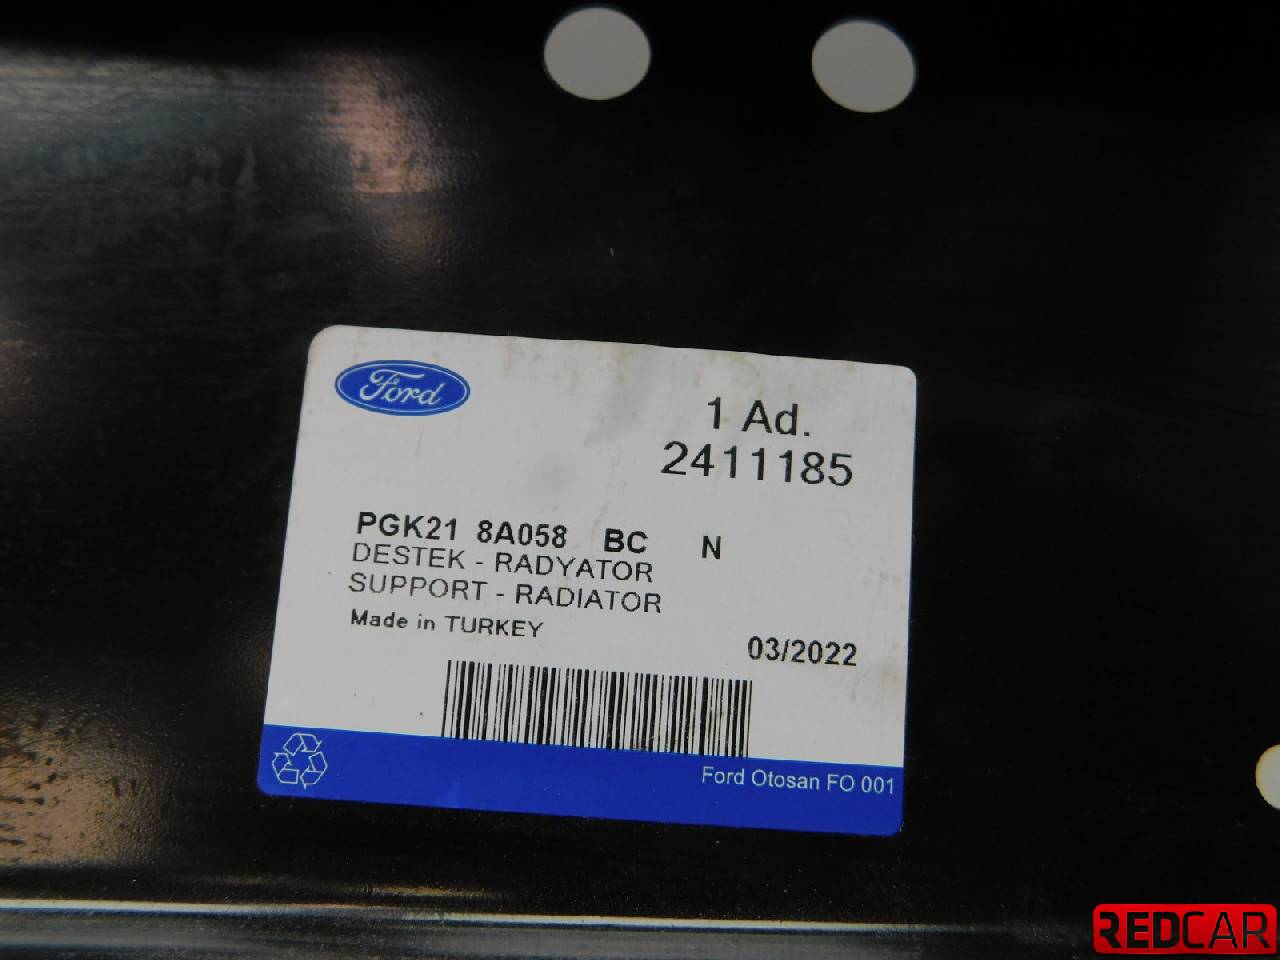 Ford
1 Ad.
2411185
PGK21 8A058 BC N
DESTEK - RADYATOR
SUPPORT - RADIATOR
Made in TURKEY
03/2022
Ford Otosan FO 001
REDCAR